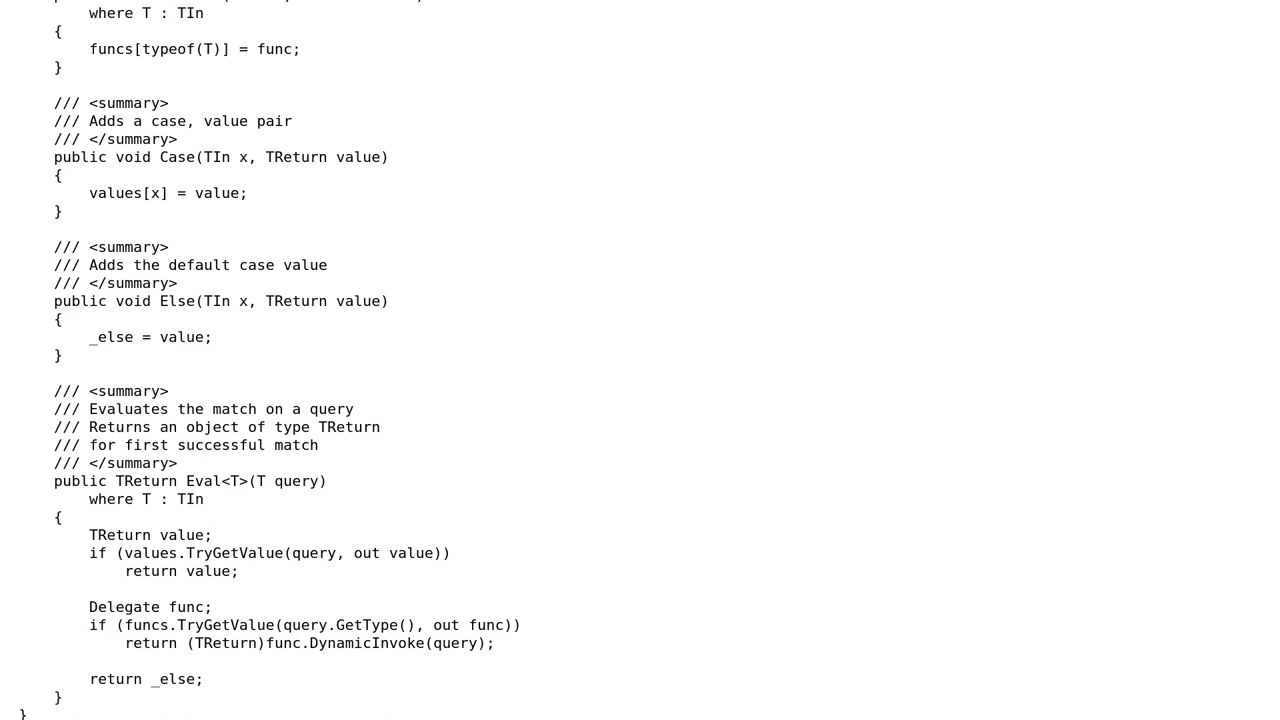 where T : TIn
{
funcs[typeof(T)] = func;
}
/// <summary>
/// Adds a case, value pair
/// </summary>
public void Case(TIn x, TReturn value)
{
values[x] = value;
}
/// <summary>
/// Adds the default case value
/// </summary>
public void Else(TIn x, TReturn value)
{
_else = value;
}
/// <summary>
/// Evaluates the match on a query
/// Returns an object of type TReturn
/// for first successful match
/// </summary>
public TReturn Eval<T>(T query)
where T : TIn
{
TReturn value;
if (values.TryGetValue(query, out value))
return value;
Delegate func;
if (funcs.TryGetValue(query.GetType(), out func))
return (TReturn)func.DynamicInvoke(query);
return _else;
}
}